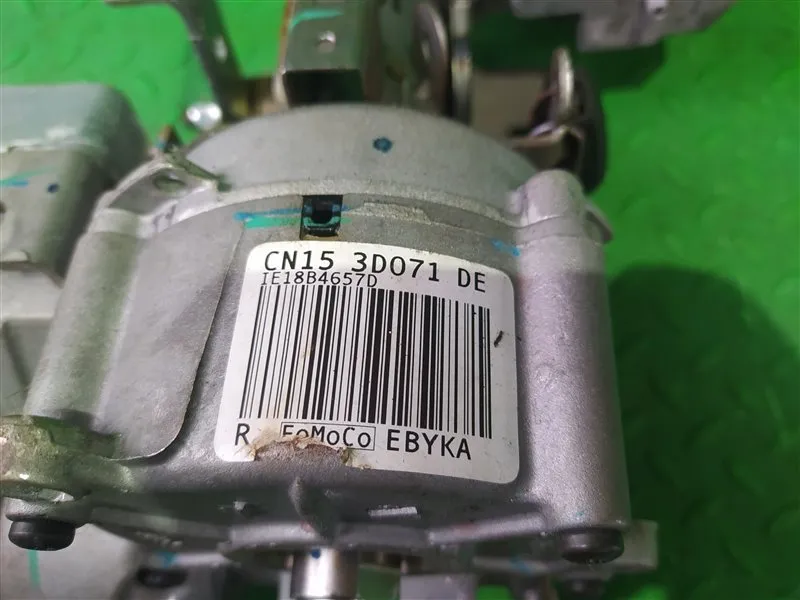 CN15 3D071 DE
IE18B4657D
R FoMoCo EBYKA